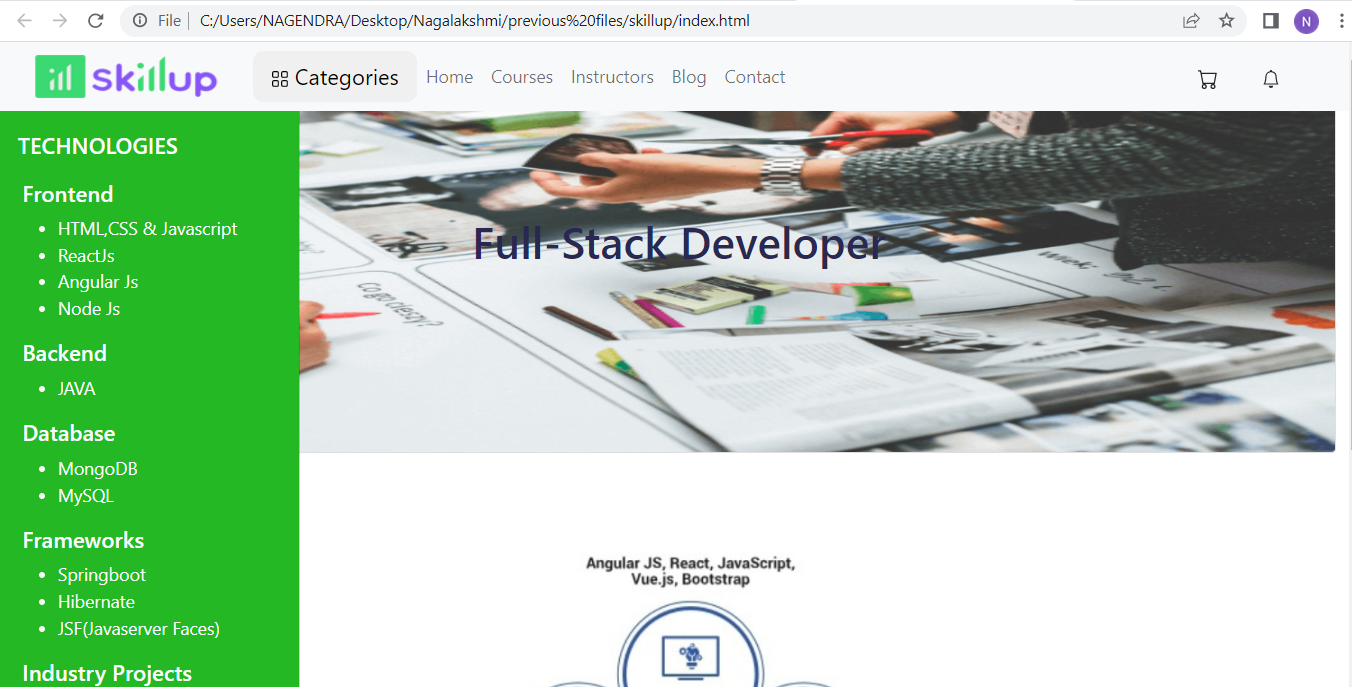 File
C:/Users/NAGENDRA/Desktop/Nagalakshmi/previous%20files/skillup/index.html
N
skillup
Categories
Home
Courses
Instructors
Blog
Contact
TECHNOLOGIES
Frontend
HTML,CSS & Javascript
ReactJs
Angular Js
Node Js
Backend
JAVA
Database
MongoDB
MySQL
Frameworks
Springboot
Hibernate
JSF(Javaserver Faces)
Industry Projects
Full-Stack Developer
Angular JS, React, JavaScript,
Vue.js, Bootstrap